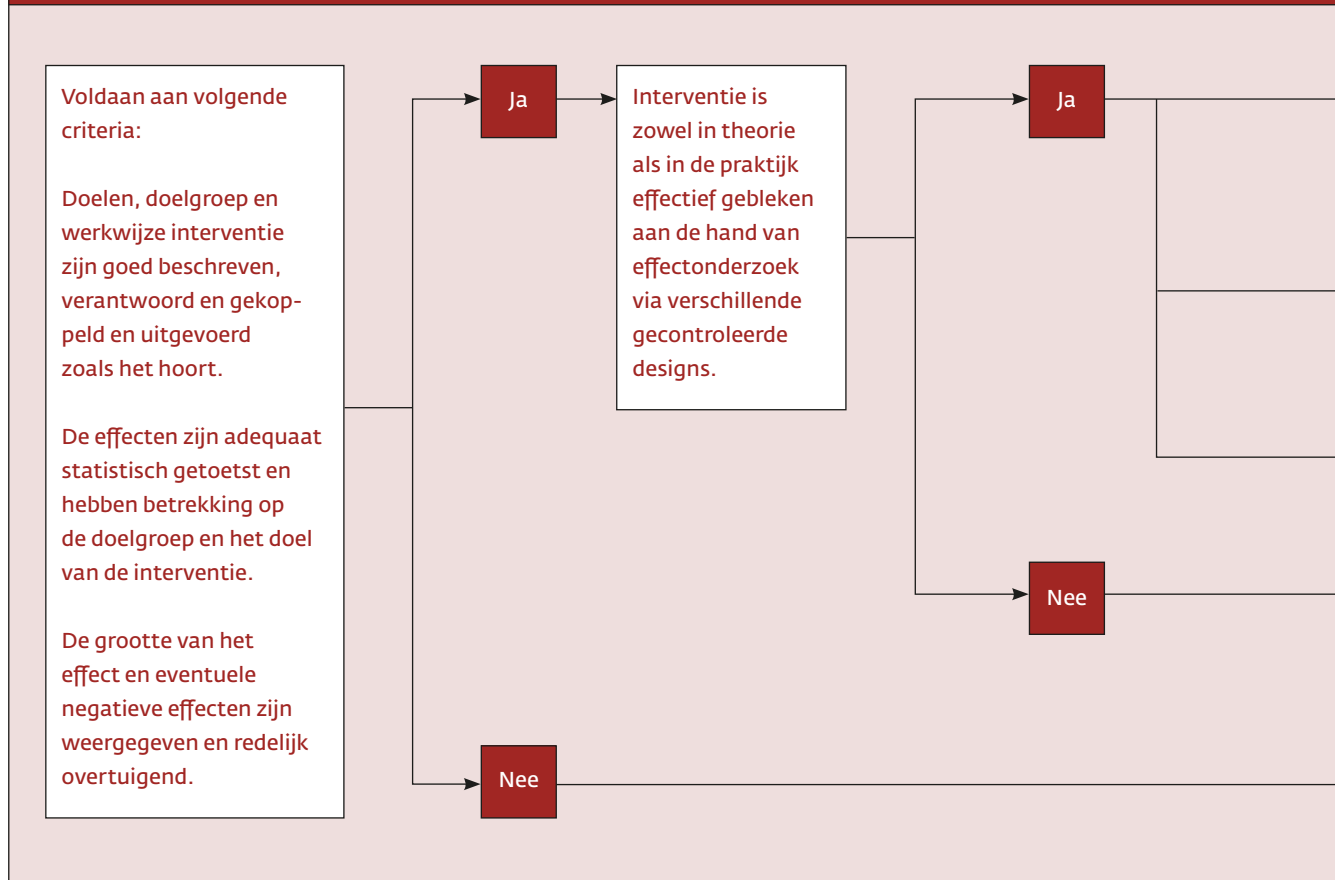 Voldaan aan volgende
criteria:
Doelen, doelgroep en
werkwijze interventie
zijn goed beschreven,
verantwoord en gekop-
peld en uitgevoerd
zoals het hoort.
De effecten zijn adequaat
statistisch getoetst en
hebben betrekking op
de doelgroep en het doel
van de interventie.
De grootte van het
effect en eventuele
negatieve effecten zijn
weergegeven en redelijk
overtuigend.
Ja
Nee
Interventie is
zowel in theorie
als in de praktijk
effectief gebleken
aan de hand van
effectonderzoek
via verschillende
gecontroleerde
designs.
Ja
Nee